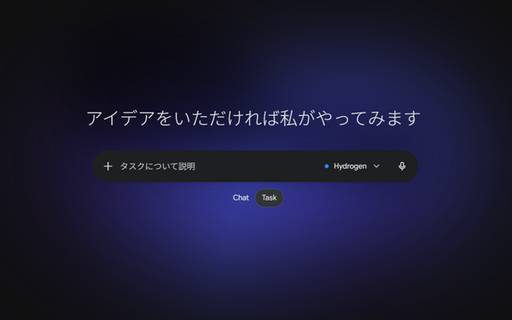 アイデアをいただければ私がやってみます
タスクについて説明
Hydrogen
Chat
Task